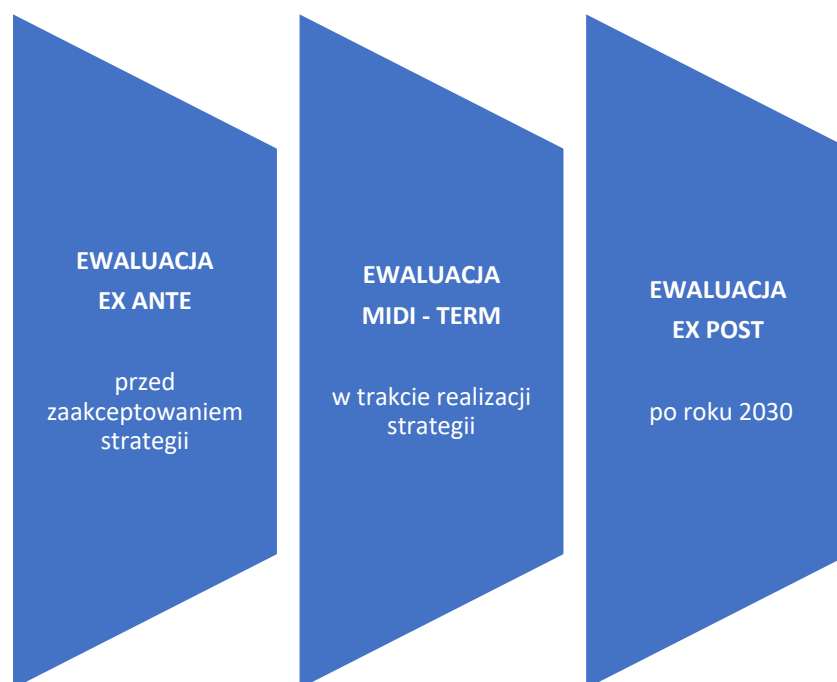 EWALUACJA
EX ANTE
przed
zaakceptowaniem
strategii
EWALUACJA
MIDI - TERM
w trakcie realizacji
strategii
EWALUACJA
EX POST
po roku 2030